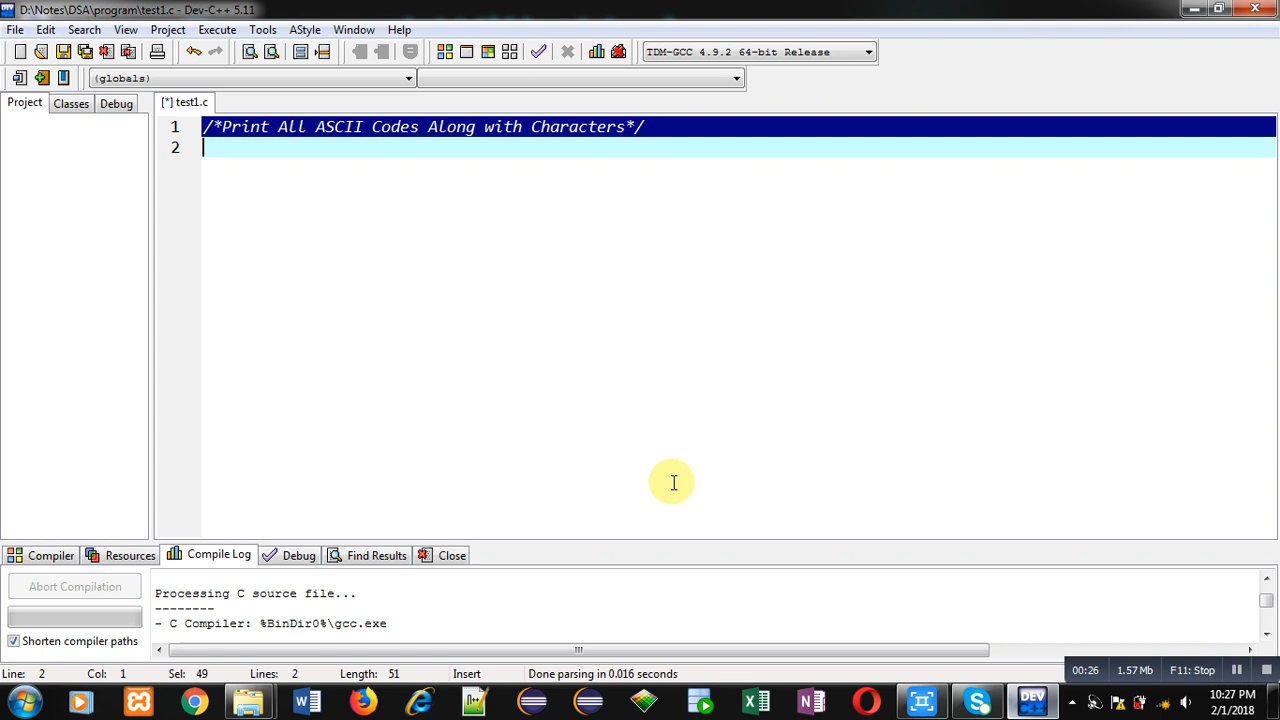 D:\Notes\DSA\program\test1.c - Dev-C++ 5.11
File Edit Search View Project Execute Tools AStyle Window Help
TDM-GCC 4.9.2 64-bit Release
(globals)
Project Classes Debug [*] test1.c
1 /*Print All ASCII Codes Along with Characters*/
2
Compiler Resources Compile Log Debug Find Results Close
Abort Compilation
Shorten compiler paths
Processing C source file...
--------
- C Compiler: %BinDir0%\gcc.exe
Line: 2 Col: 1 Sel: 49 Lines: 2 Length: 51 Insert Done parsing in 0.016 seconds
00:26 1.57 Mb F11: Stop
10:27 PM
2/1/2018